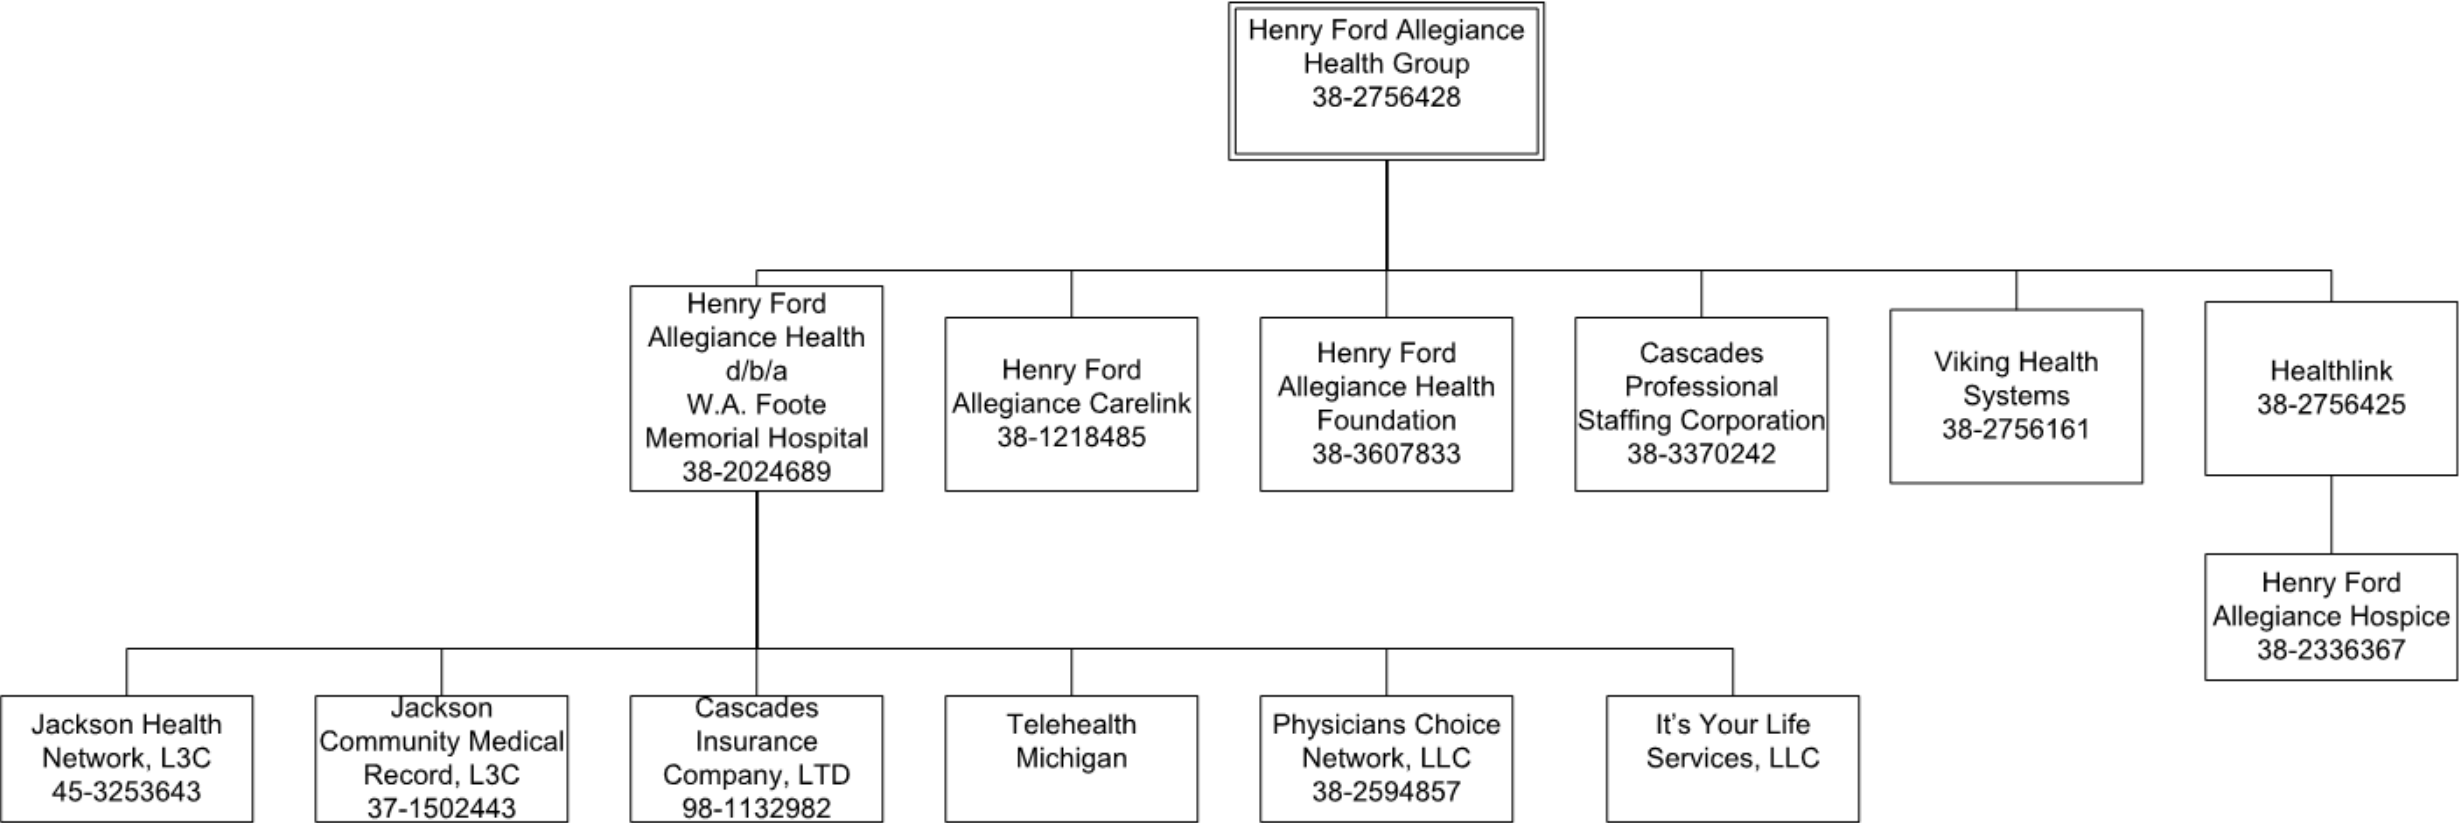 Henry Ford Allegiance
Health Group
38-2756428
Henry Ford
Allegiance Health
d/b/a
W.A. Foote
Memorial Hospital
38-2024689
Henry Ford
Allegiance Carelink
38-1218485
Henry Ford
Allegiance Health
Foundation
38-3607833
Cascades
Professional
Staffing Corporation
38-3370242
Viking Health
Systems
38-2756161
Healthlink
38-2756425
Henry Ford
Allegiance Hospice
38-2336367
Jackson Health
Network, L3C
45-3253643
Jackson
Community Medical
Record, L3C
37-1502443
Cascades
Insurance
Company, LTD
98-1132982
Telehealth
Michigan
Physicians Choice
Network, LLC
38-2594857
It’s Your Life
Services, LLC